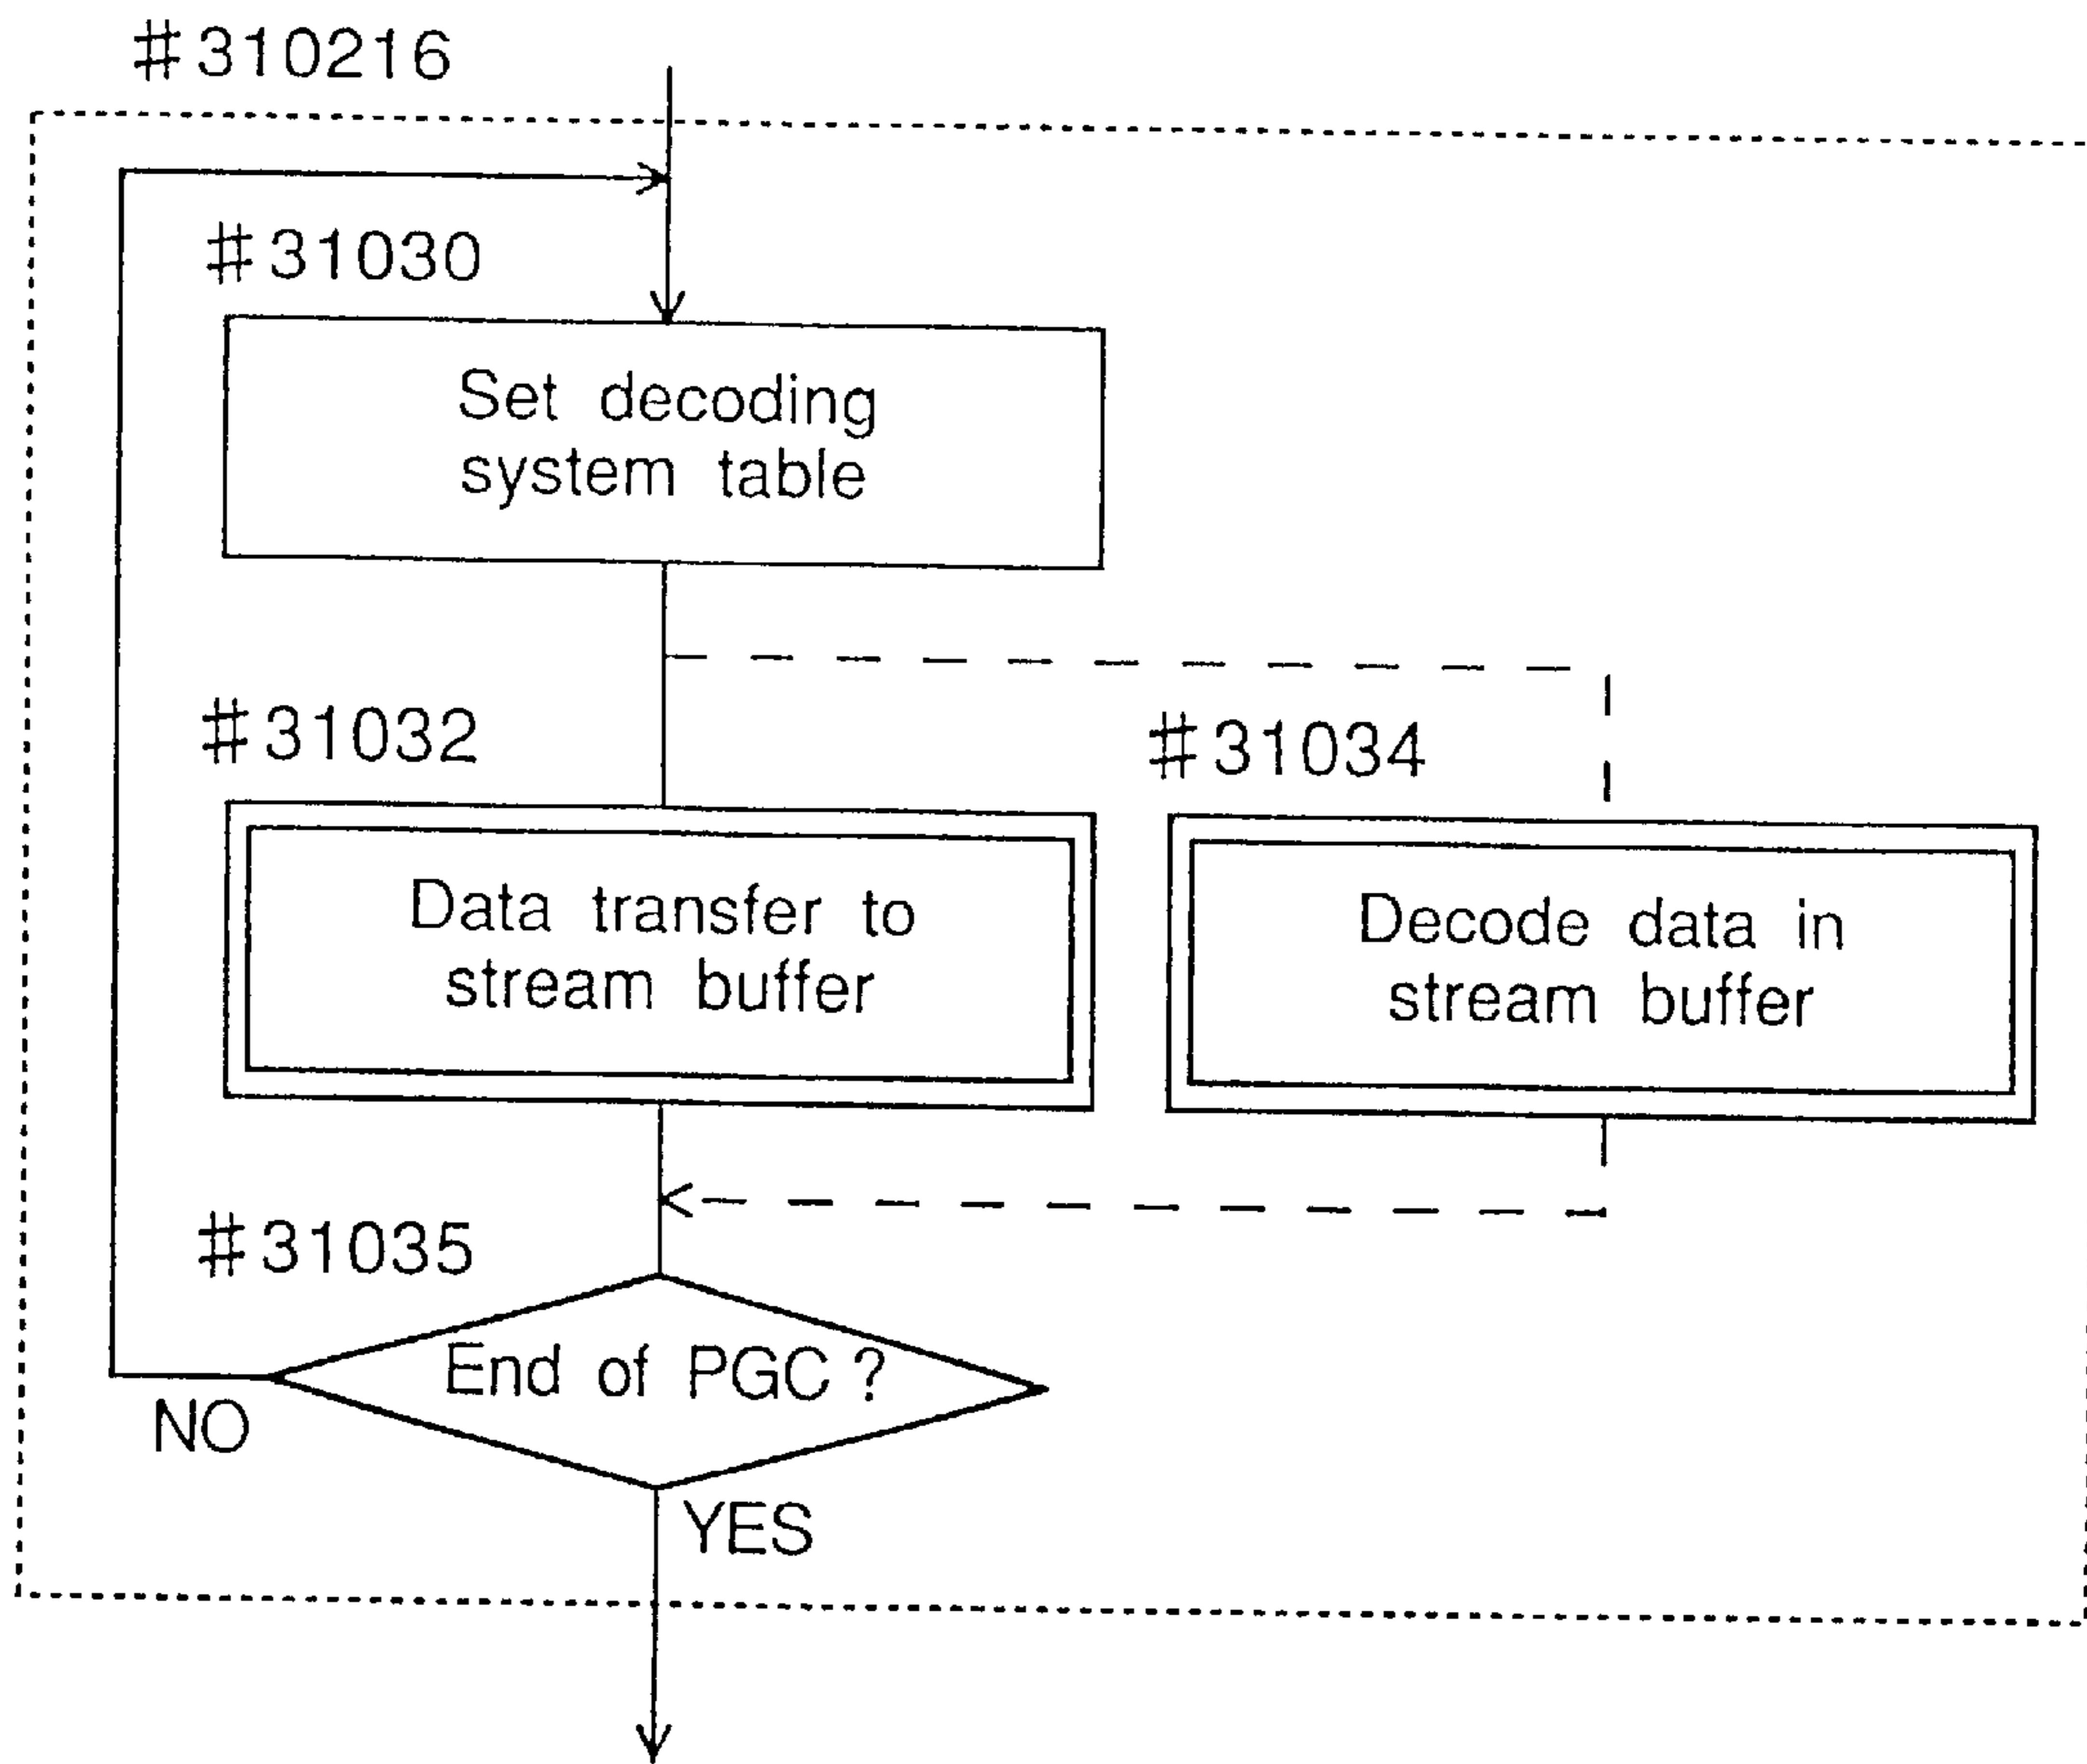 #310216
#31030
Set decoding
system table
#31032
#31034
Data transfer to
stream buffer
Decode data in
stream buffer
#31035
End of PGC ?
NO
YES